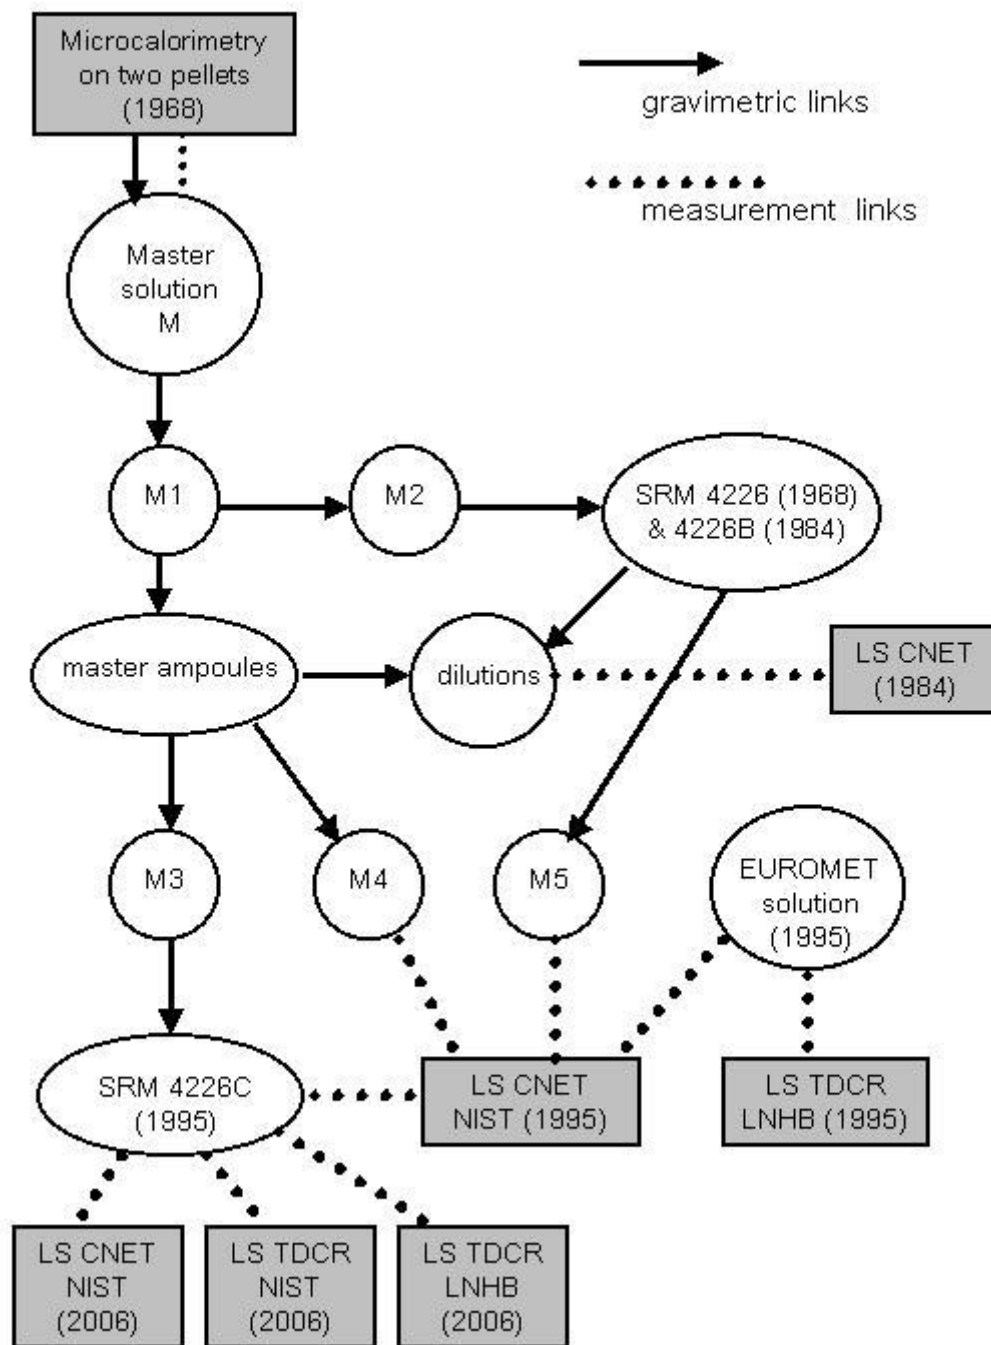 Microcalorimetry
on two pellets
(1968)
gravimetric links
measurement links
Master
solution
M
M1
M2
SRM 4226 (1968)
& 4226B (1984)
master ampoules
dilutions
LS CNET
(1984)
M3
M4
M5
EUROMET
solution
(1995)
SRM 4226C
(1995)
LS CNET
NIST (1995)
LS TDCR
LNHB (1995)
LS CNET
NIST
(2006)
LS TDCR
NIST
(2006)
LS TDCR
LNHB
(2006)